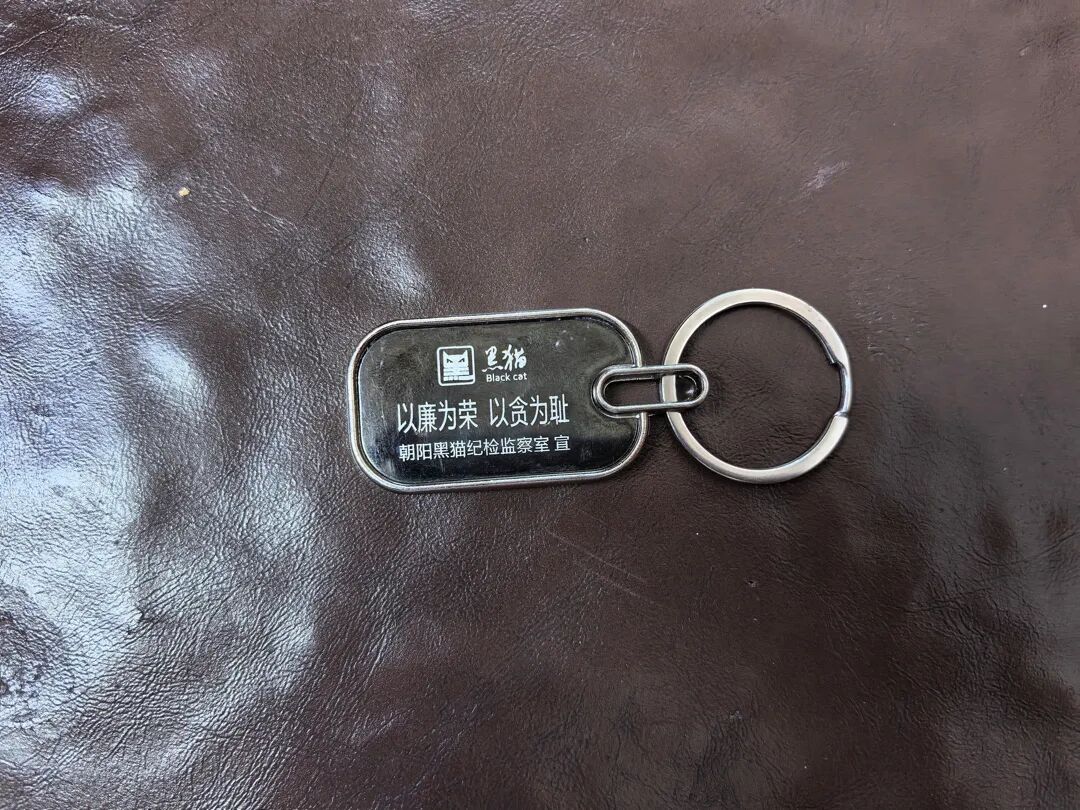 黑猫
Black cat
以廉为荣 以贪为耻
朝阳黑猫纪检监察室 宣